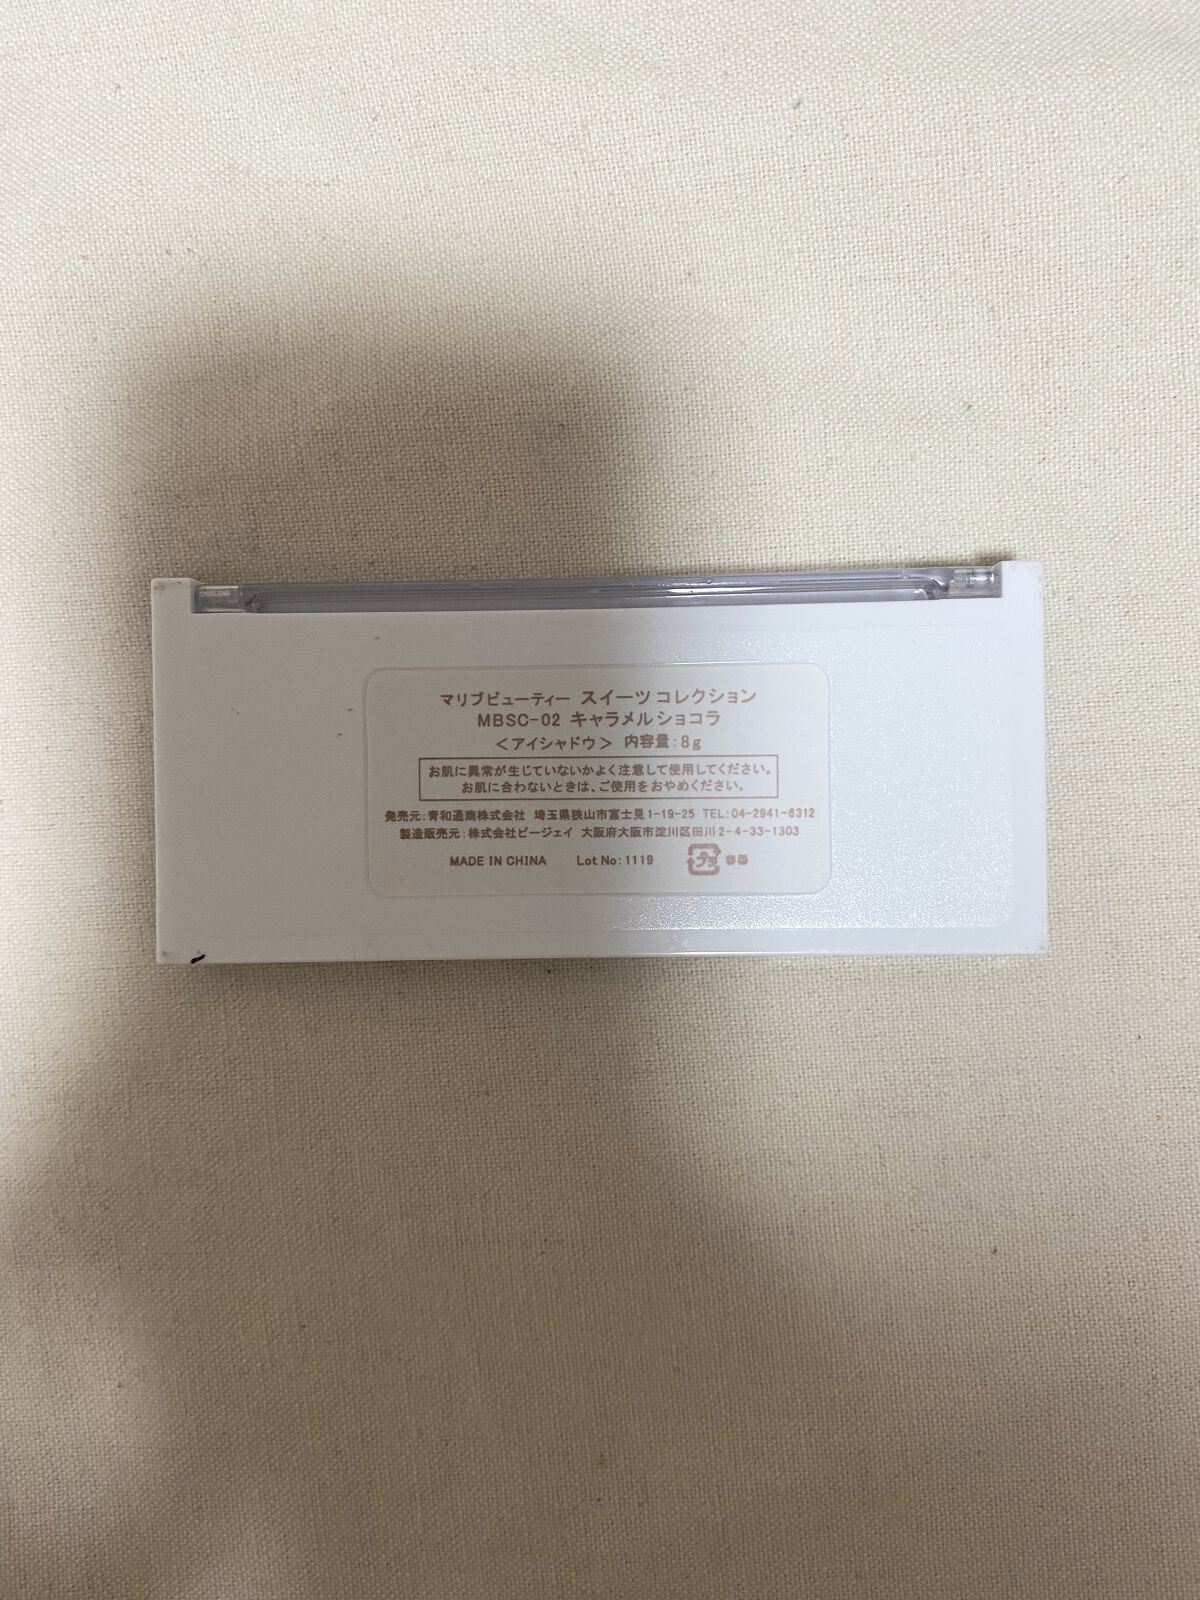 マリブビューティー スイーツ コレクション
MBSC-02 キャラメル ショコラ
＜アイシャドウ＞ 内容量:8g
お肌に異常が生じていないかよく注意して使用してください。
お肌に合わないときは、ご使用をおやめください。
発売元:青和通商株式会社 埼玉県狭山市富士見1-19-25 TEL:04-2941-6312
製造販売元:株式会社ビージェイ 大阪府大阪市淀川区田川2-4-33-1303
MADE IN CHINA Lot No:1119 プラ 容器